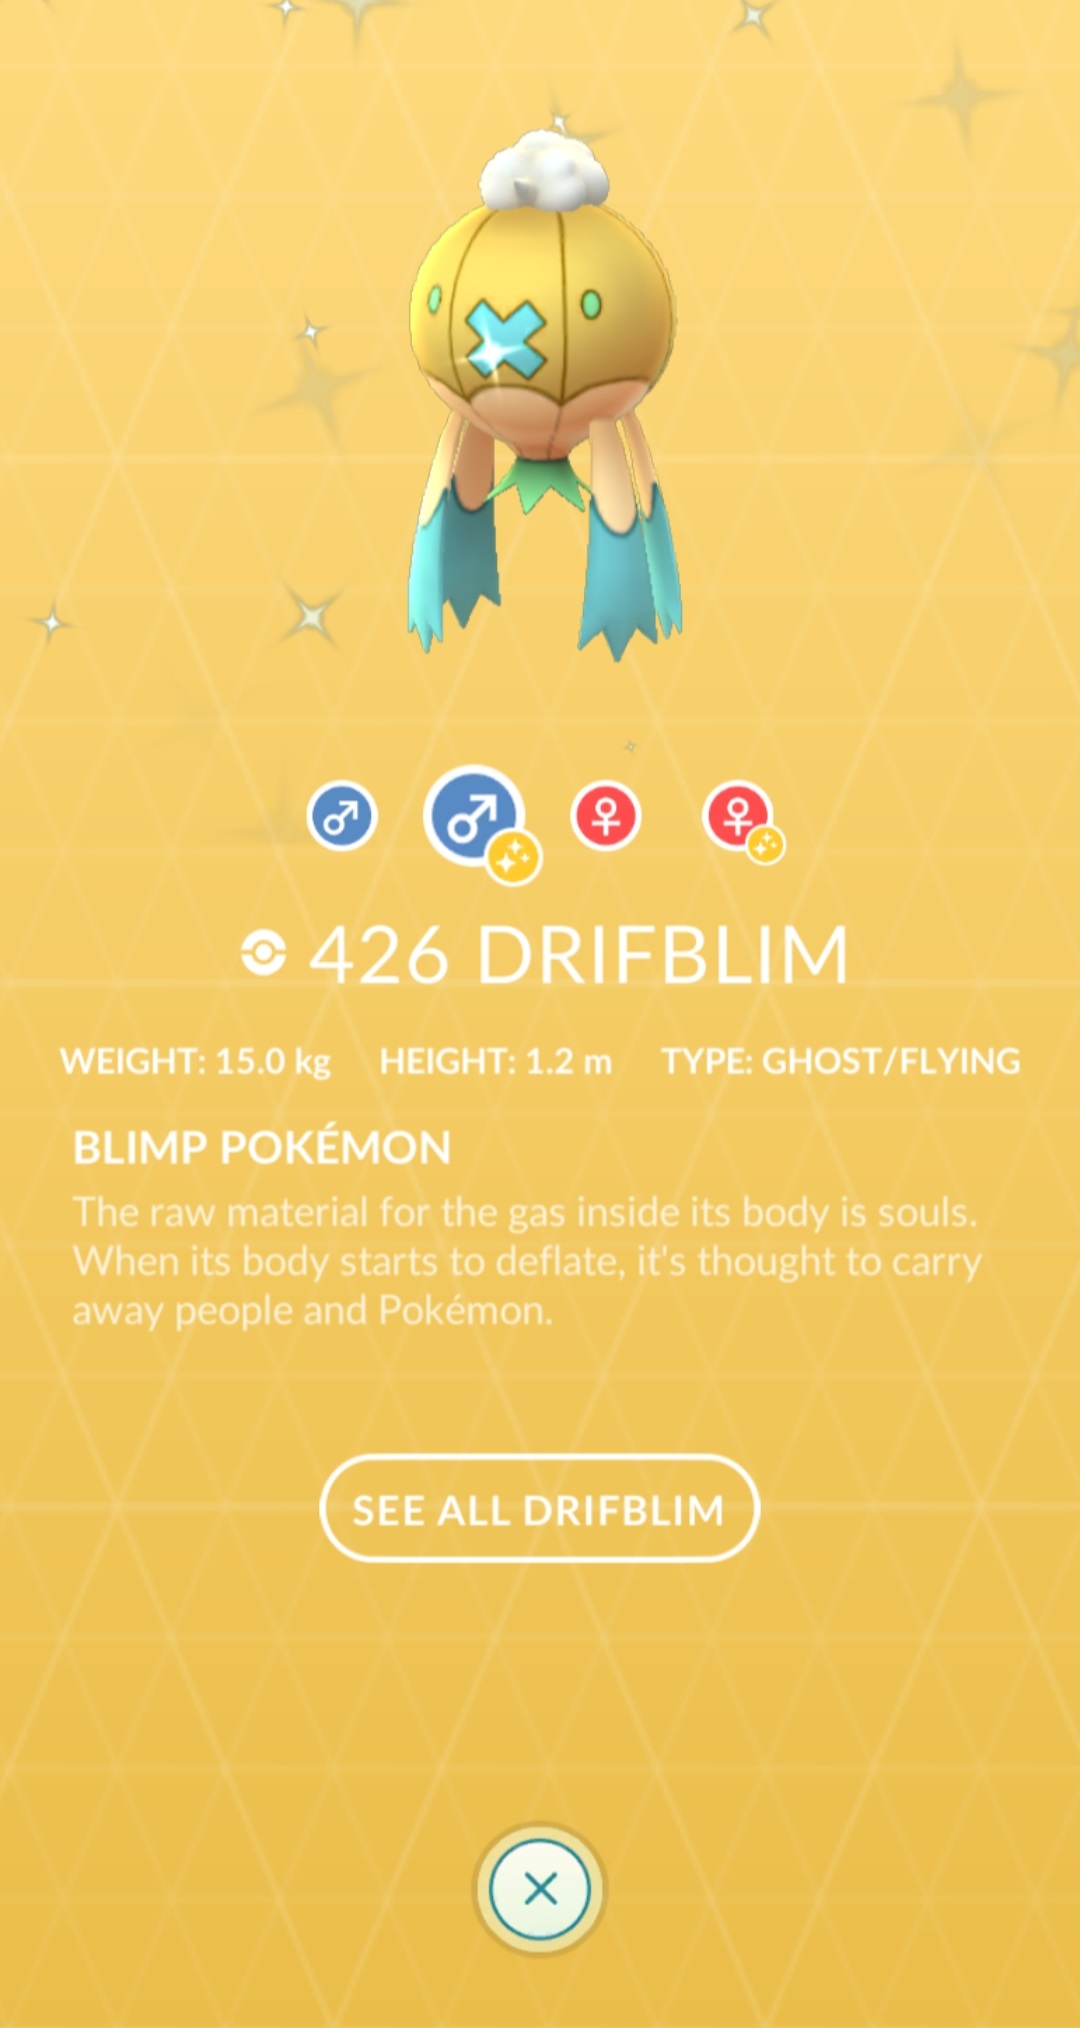 426 DRIFBLIM
WEIGHT: 15.0 kg HEIGHT: 1.2 m TYPE: GHOST/FLYING
BLIMP POKÉMON
The raw material for the gas inside its body is souls.
When its body starts to deflate, it's thought to carry
away people and Pokémon.
SEE ALL DRIFBLIM